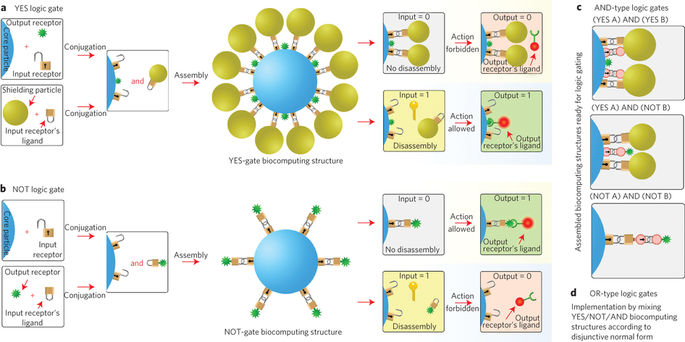 a
YES logic gate
Output receptor
Core particle
+
Input receptor
Shielding particle
+
Input receptor's
ligand
Conjugation
Conjugation
and
Assembly
YES-gate biocomputing structure
Input = 0
No disassembly
Action
forbidden
Output = 0
Output
receptor's ligand
Input = 1
Disassembly
Action
allowed
Output = 1
Output
receptor's
ligand
b
NOT logic gate
Core particle
+
Input
receptor
Output receptor
+
Input receptor's
ligand
Conjugation
Conjugation
and
Assembly
NOT-gate biocomputing structure
Input = 0
No disassembly
Action
allowed
Output = 1
Output
receptor's ligand
Input = 1
Disassembly
Action
forbidden
Output = 0
Output
receptor's ligand
c
AND-type logic gates
Assembled biocomputing structures ready for logic gating
(YES A) AND (YES B)
(YES A) AND (NOT B)
(NOT A) AND (NOT B)
d
OR-type logic gates
Implementation by mixing
YES/NOT/AND biocomputing
structures according to
disjunctive normal form